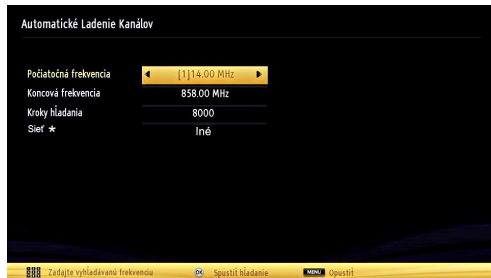 Automatické Ladenie Kanálov
Počiatočná frekvencia [1]14.00 MHz
Koncová frekvencia 858.00 MHz
Kroky hľadania 8000
Sieť * Iné
Zadajte vyhľadávanú frekvenciu OK Spustiť hľadanie MENU Opustiť